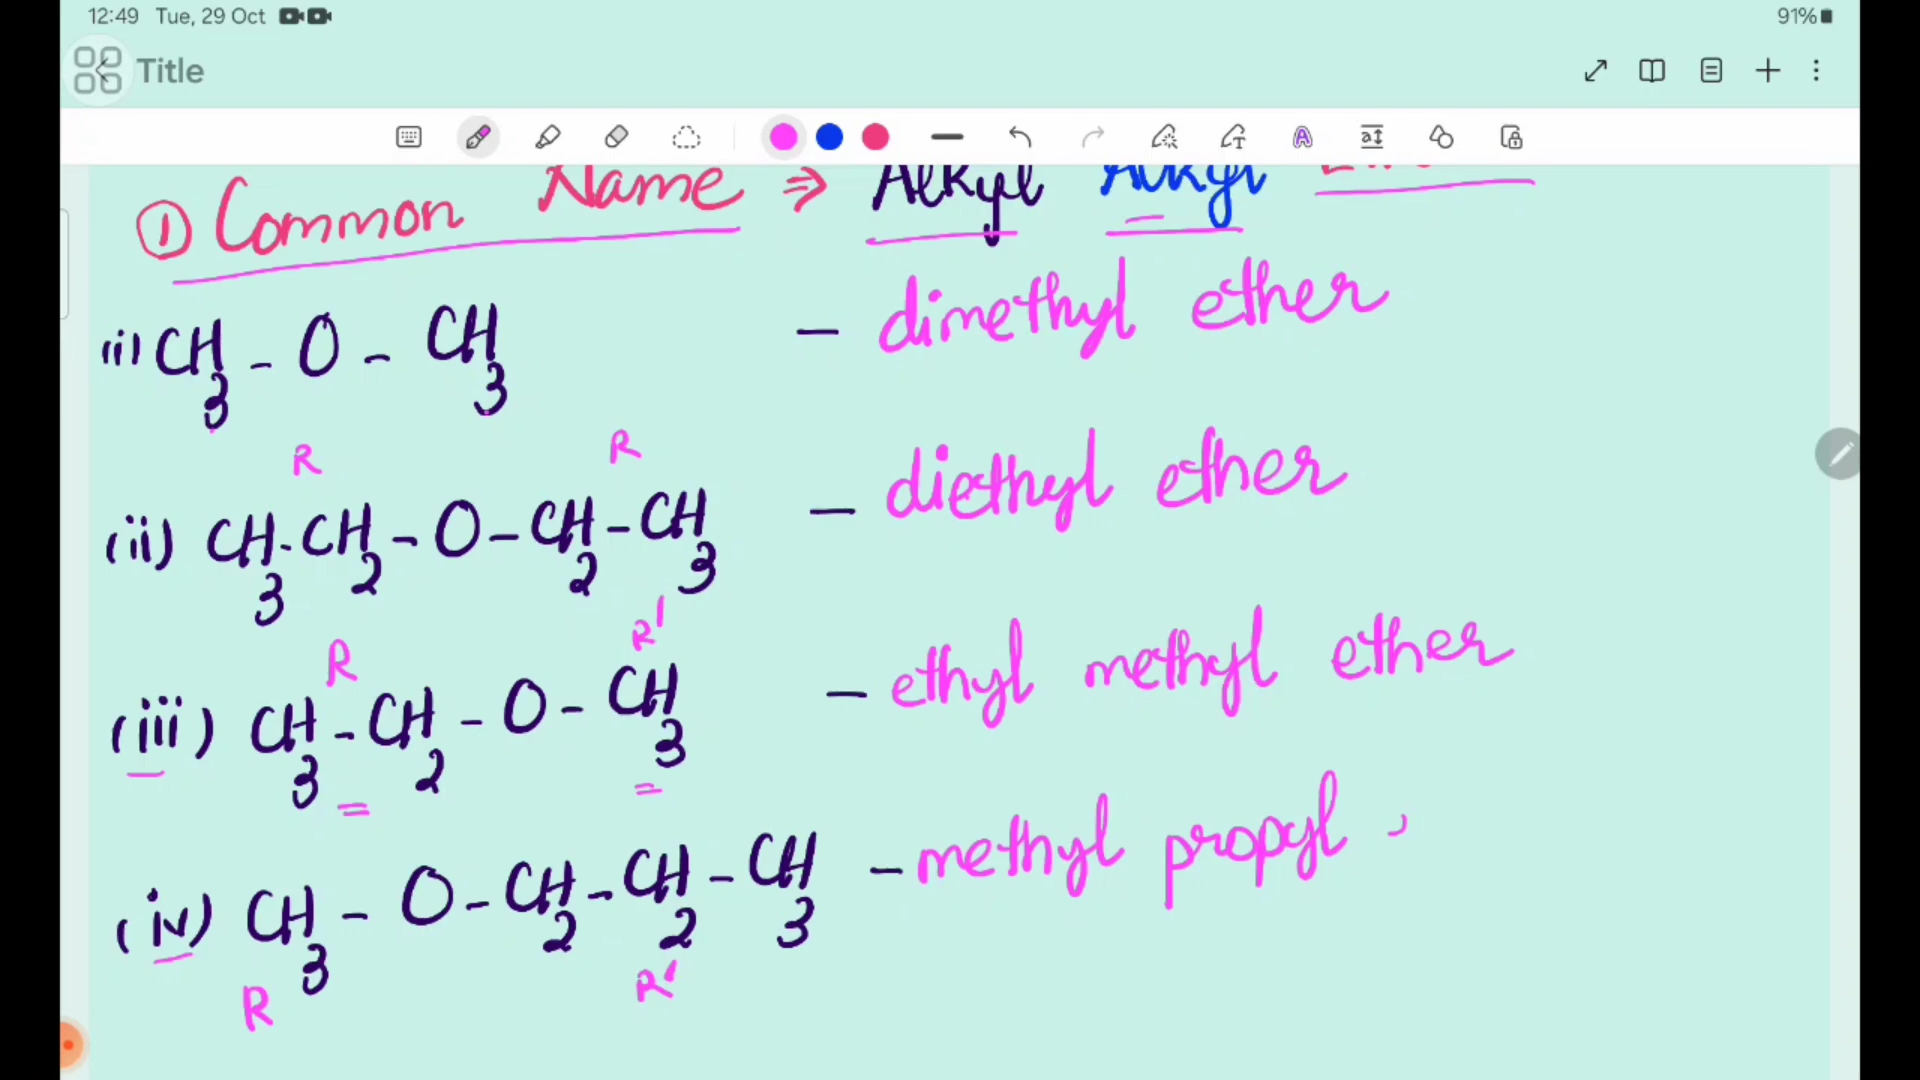 12:49 Tue, 29 Oct 91%
Title
① Common Name ⇒ Alkyl Alkyl
(i) CH3 - O - CH3 - dimethyl ether
R R
(ii) CH3-CH2-O-CH2-CH3 - diethyl ether
R R'
(iii) CH3-CH2-O-CH3 - ethyl methyl ether
(iv) CH3-O-CH2-CH2-CH3 - methyl propyl
R R'